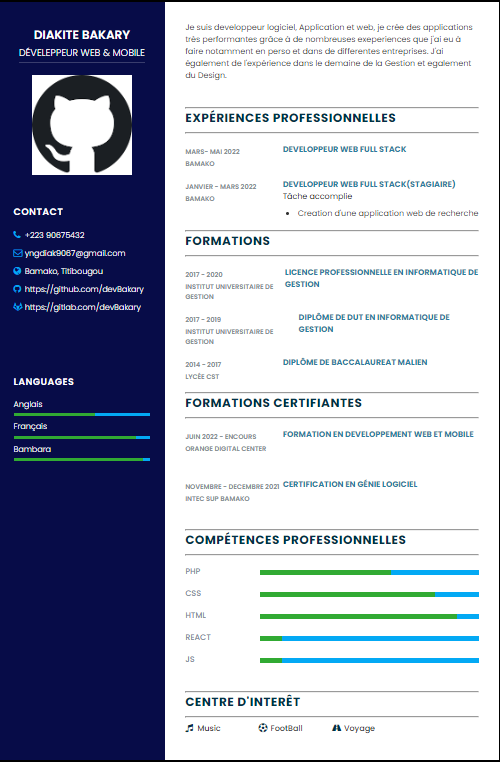 DIAKITE BAKARY
DÉVELEPPEUR WEB & MOBILE
CONTACT
+223 90675432
yngdiak9067@gmail.com
Bamako, Titibougou
https://github.com/devBakary
https://gitlab.com/devBakary
LANGUAGES
Anglais
Français
Bambara
Je suis developpeur logiciel, Application et web, je crée des applications
très performantes grâce à de nombreuses exeperiences que j'ai eu à
faire notamment en perso et dans de differentes entreprises. J'ai
également de l'expérience dans le demaine de la Gestion et egalement
du Design.
EXPÉRIENCES PROFESSIONNELLES
MARS- MAI 2022
BAMAKO
DEVELOPPEUR WEB FULL STACK
JANVIER - MARS 2022
BAMAKO
DEVELOPPEUR WEB FULL STACK(STAGIAIRE)
Tâche accomplie
• Creation d'une application web de recherche
FORMATIONS
2017 - 2020
INSTITUT UNIVERSITAIRE DE
GESTION
LICENCE PROFESSIONNELLE EN INFORMATIQUE DE
GESTION
2017 - 2019
INSTITUT UNIVERSITAIRE DE
GESTION
DIPLÔME DE DUT EN INFORMATIQUE DE
GESTION
2014 - 2017
LYCÉE CST
DIPLÔME DE BACCALAUREAT MALIEN
FORMATIONS CERTIFIANTES
JUIN 2022 - ENCOURS
ORANGE DIGITAL CENTER
FORMATION EN DEVELOPPEMENT WEB ET MOBILE
NOVEMBRE - DECEMBRE 2021
INTEC SUP BAMAKO
CERTIFICATION EN GÉNIE LOGICIEL
COMPÉTENCES PROFESSIONNELLES
PHP
CSS
HTML
REACT
JS
CENTRE D'INTERÊT
Music
FootBall
Voyage